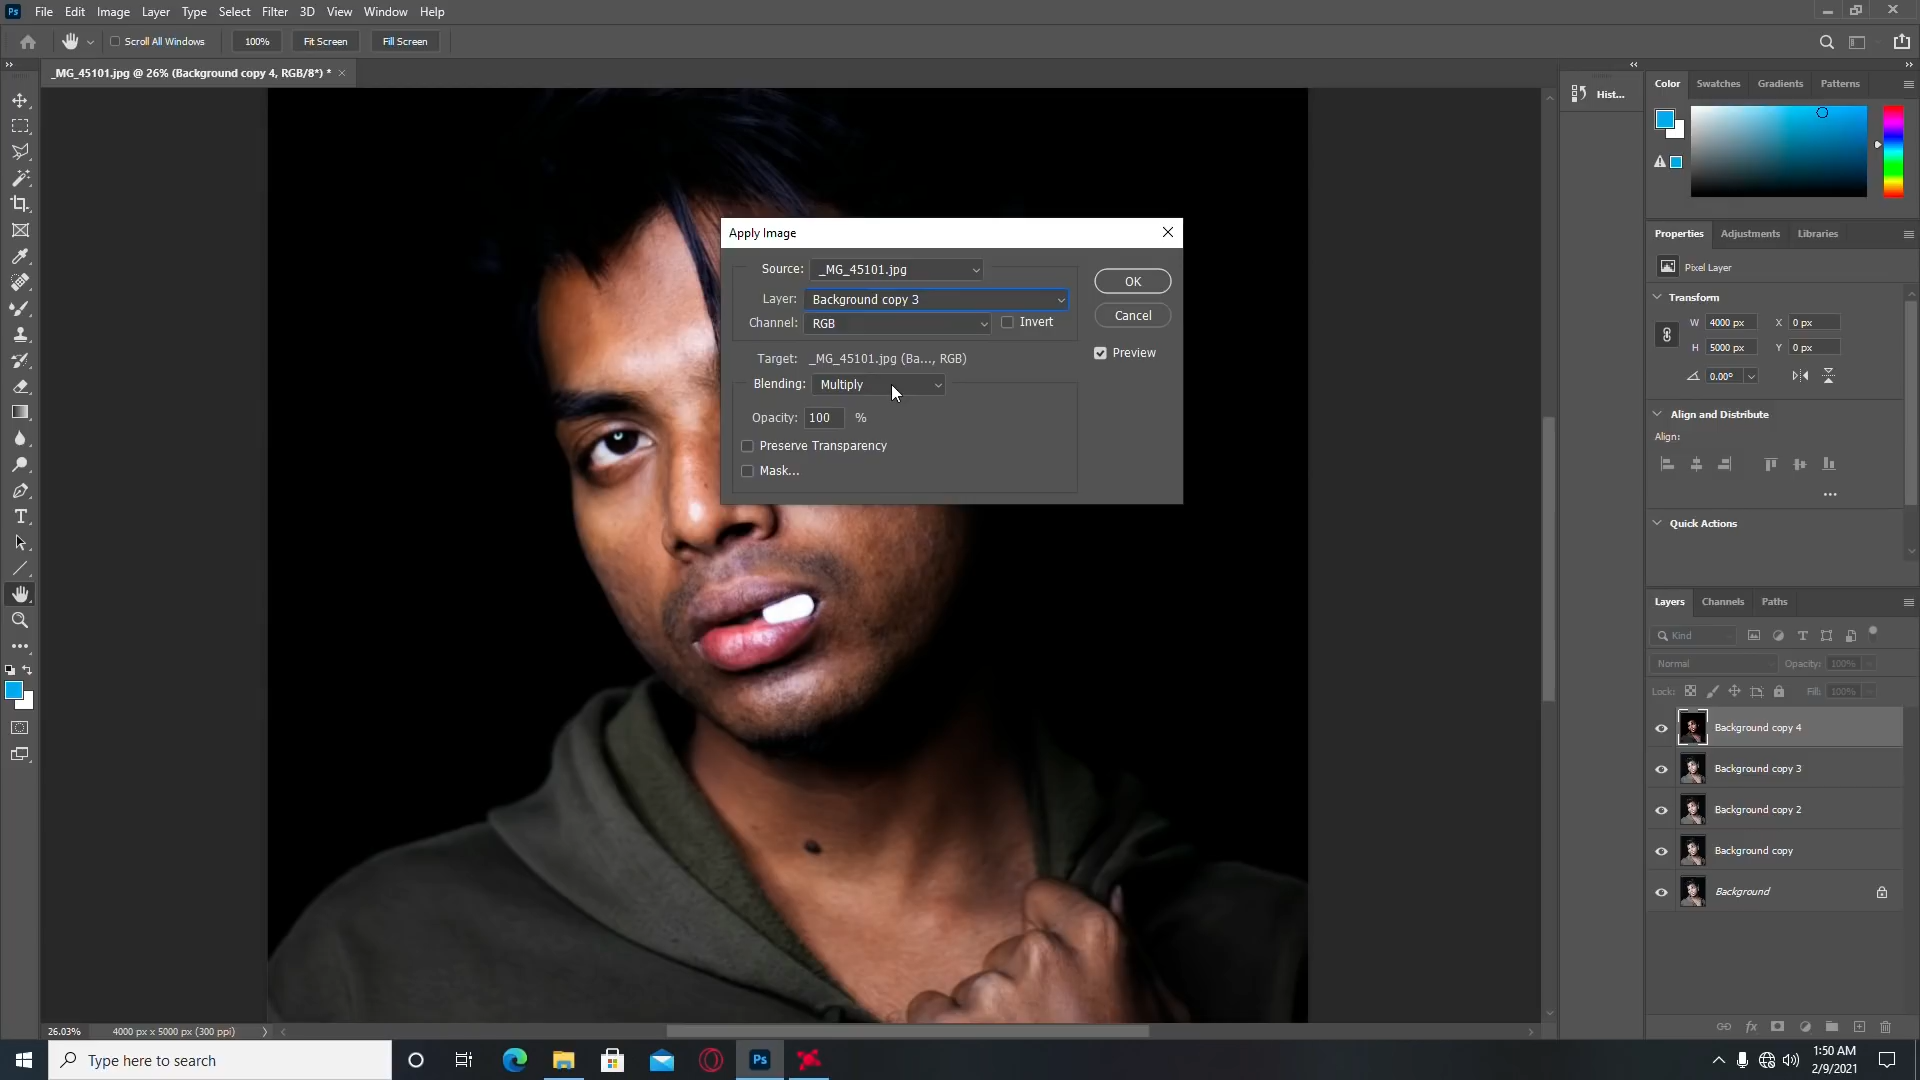 Ps File Edit Image Layer Type Select Filter 3D View Window Help
Scroll All Windows 100% Fit Screen Fill Screen
_MG_45101.jpg @ 26% (Background copy 4, RGB/8*) * ×
Hist...
Color Swatches Gradients Patterns
Apply Image
Source: _MG_45101.jpg
Layer: Background copy 3
Channel: RGB
Invert
Target: _MG_45101.jpg (Ba..., RGB)
Blending: Multiply
Opacity: 100 %
Preserve Transparency
Mask...
OK
Cancel
Preview
Properties Adjustments Libraries
Pixel Layer
Transform
W 4000 px X 0 px
H 5000 px Y 0 px
0.00°
Align and Distribute
Align:
Quick Actions
Layers Channels Paths
Kind
Normal Opacity: 100%
Lock: Fill: 100%
Background copy 4
Background copy 3
Background copy 2
Background copy
Background
26.03% 4000 px x 5000 px (300 ppi)
Type here to search
Ps
1:50 AM
2/9/2021